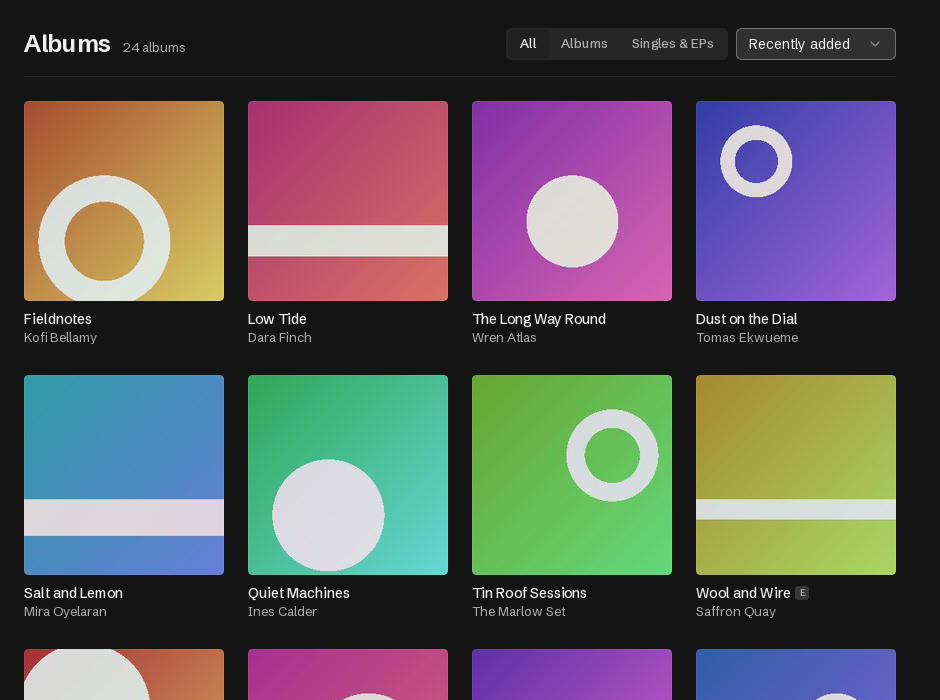 Albums 24 albums All Albums Singles & EPs Recently added
Fieldnotes Low Tide The Long Way Round Dust on the Dial
Kofi Bellamy Dara Finch Wren Atlas Tomas Ekwueme
Salt and Lemon Quiet Machines Tin Roof Sessions Wool and Wire E
Mira Oyelaran Ines Calder The Marlow Set Saffron Quay